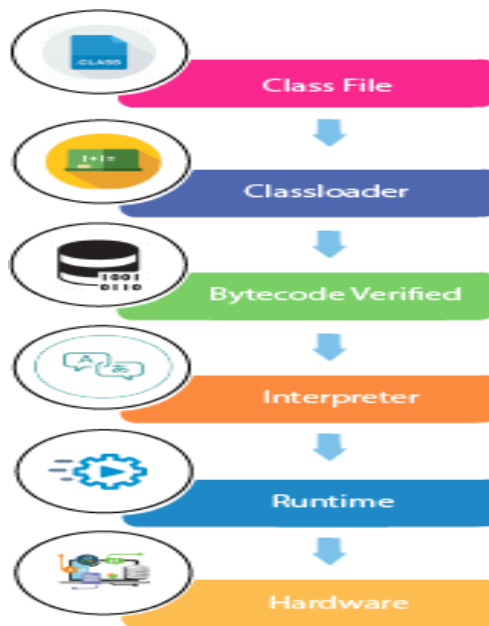 .CLASS
Class File
1+1=
Classloader
1001
0110
Bytecode Verified
A
Interpreter
Runtime
Hardware